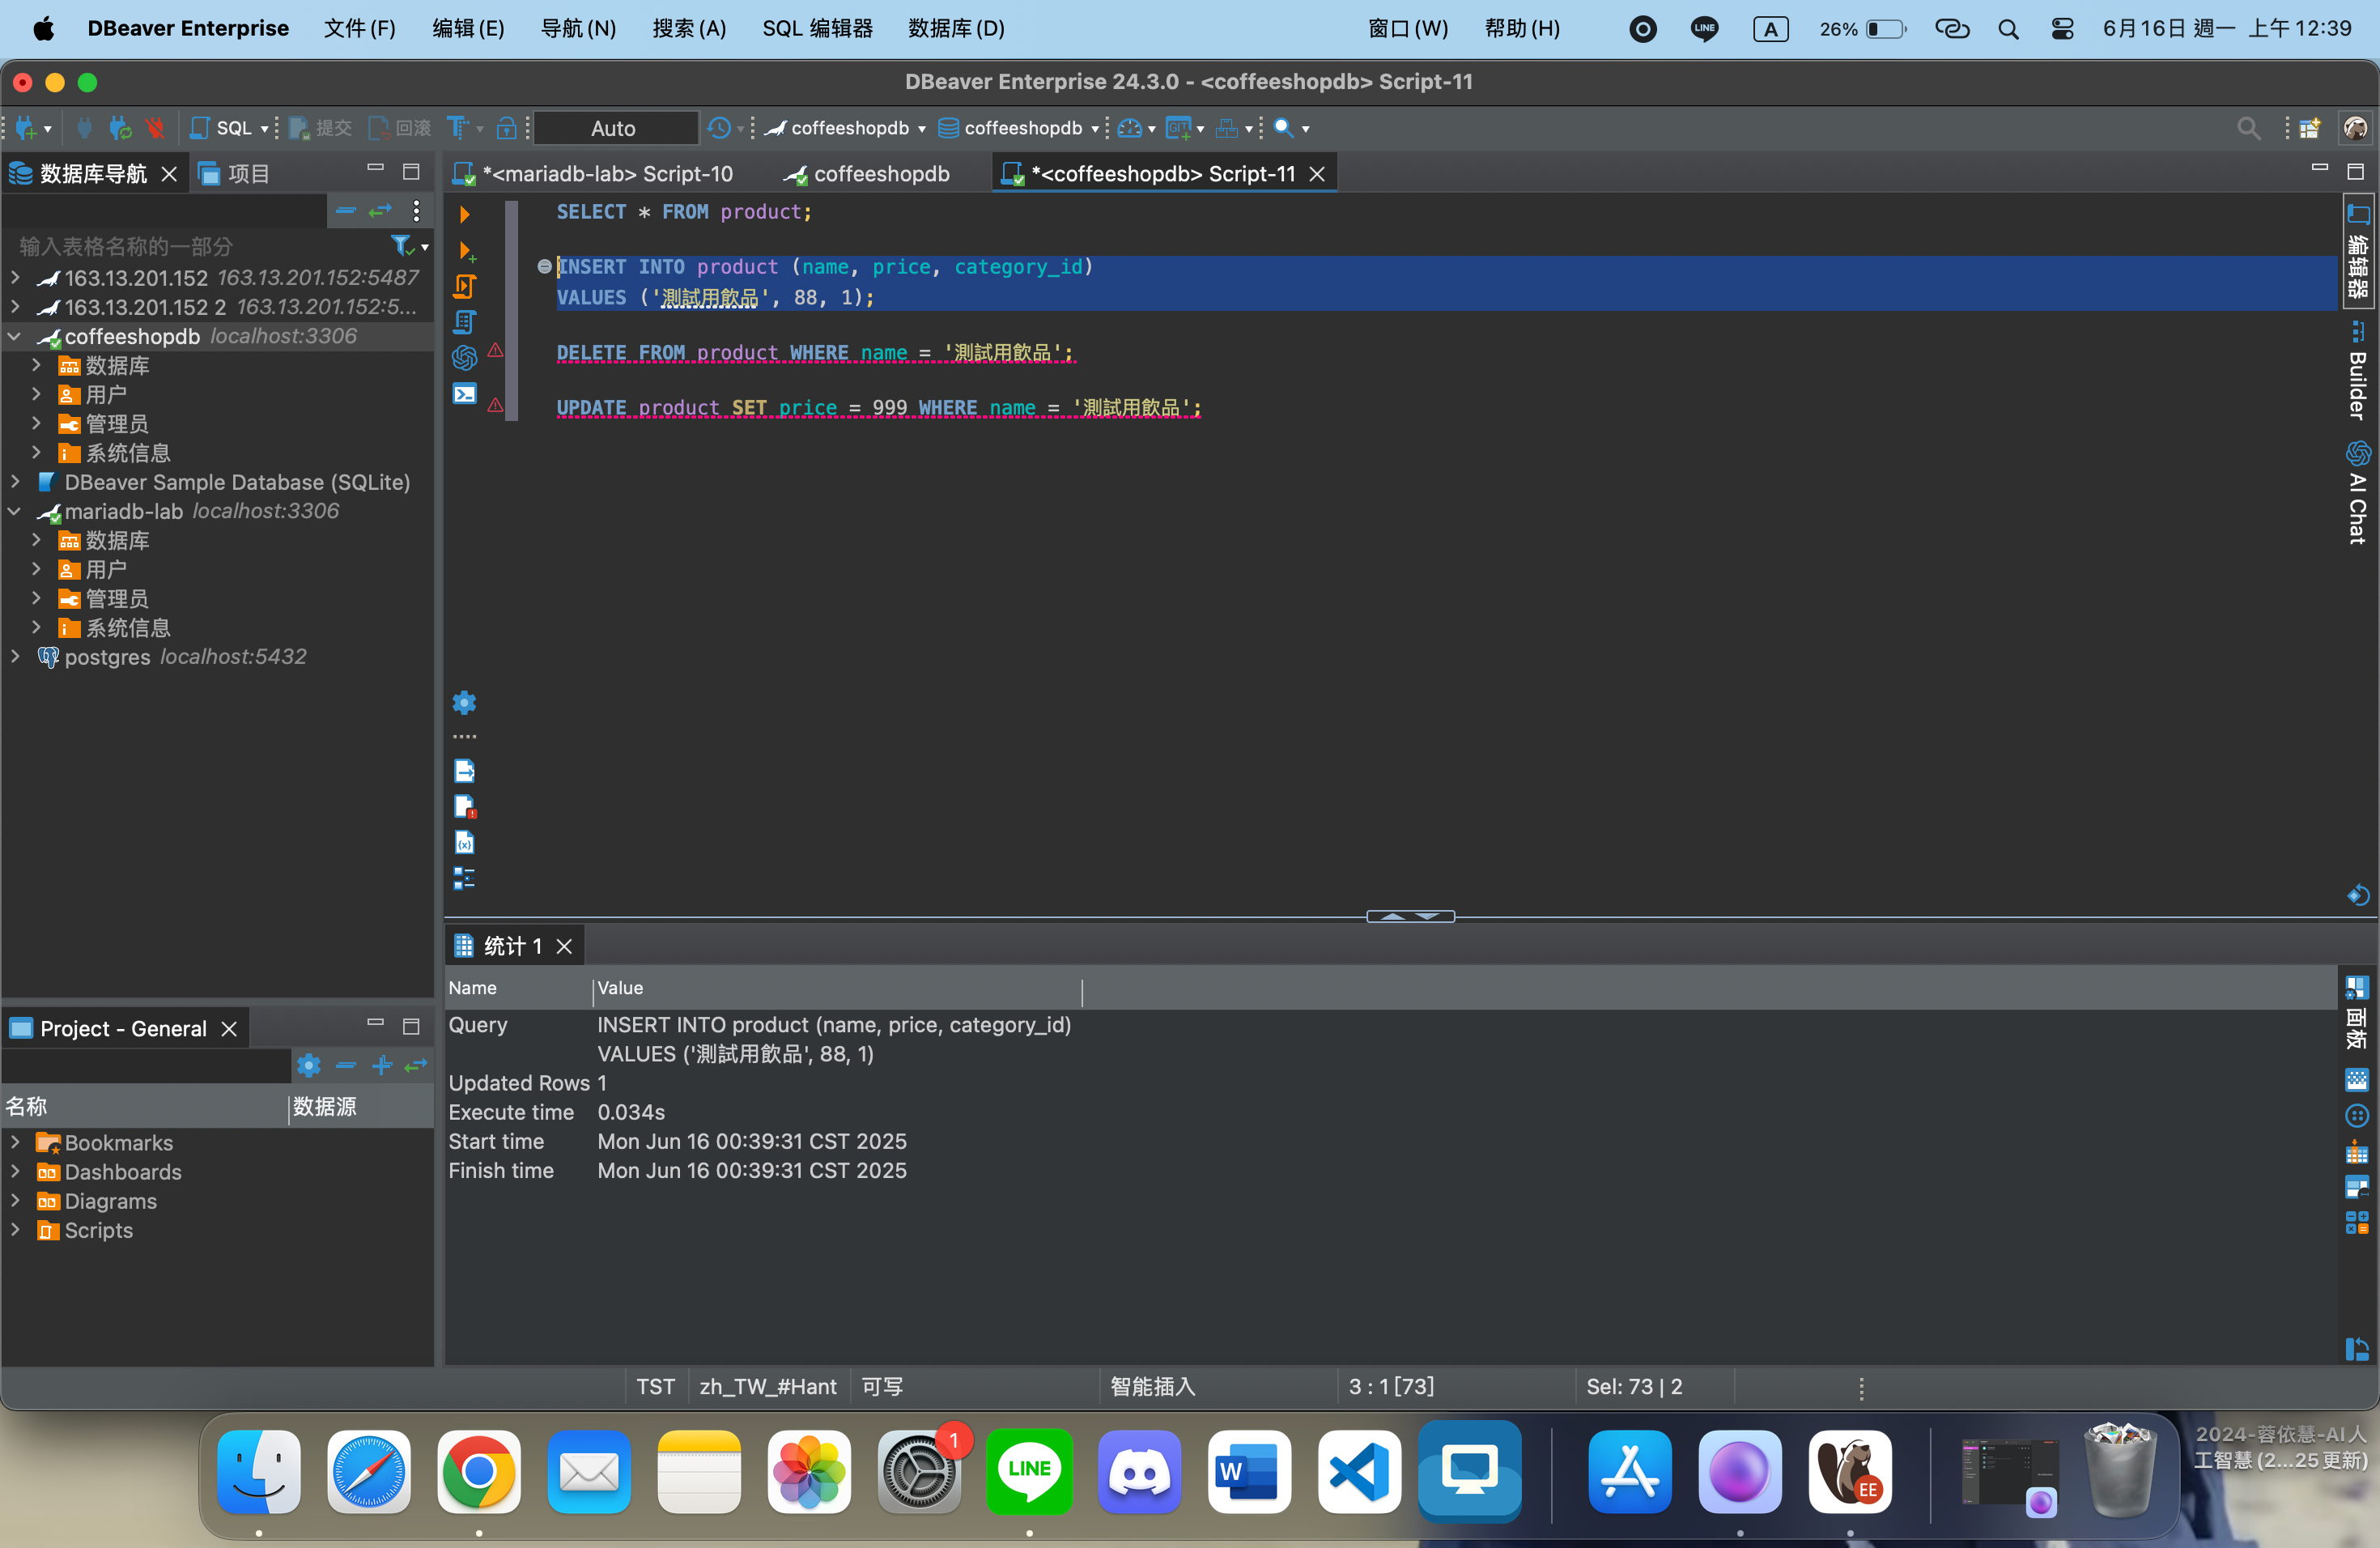 DBeaver Enterprise 文件(F) 编辑(E) 导航(N) 搜索(A) SQL 编辑器 数据库(D) 窗口(W) 帮助(H) LINE A 26% 6月16日 週一 上午12:39
DBeaver Enterprise 24.3.0 - <coffeeshopdb> Script-11
SQL 提交 回滚 Auto coffeeshopdb coffeeshopdb
数据库导航 项目
*<mariadb-lab> Script-10 coffeeshopdb *<coffeeshopdb> Script-11
输入表格名称的一部分
163.13.201.152 163.13.201.152:5487
163.13.201.152 2 163.13.201.152:5...
coffeeshopdb localhost:3306
数据库
用户
管理员
系统信息
DBeaver Sample Database (SQLite)
mariadb-lab localhost:3306
数据库
用户
管理员
系统信息
postgres localhost:5432
SELECT * FROM product;
INSERT INTO product (name, price, category_id)
VALUES ('測試用飲品', 88, 1);
DELETE FROM product WHERE name = '測試用飲品';
UPDATE product SET price = 999 WHERE name = '測試用飲品';
编辑器
Builder
AI Chat
Project - General
名称 数据源
Bookmarks
Dashboards
Diagrams
Scripts
统计 1
Name Value
Query INSERT INTO product (name, price, category_id)
VALUES ('測試用飲品', 88, 1)
Updated Rows 1
Execute time 0.034s
Start time Mon Jun 16 00:39:31 CST 2025
Finish time Mon Jun 16 00:39:31 CST 2025
面板
TST zh_TW_#Hant 可写 智能插入 3 : 1 [73] Sel: 73 | 2
1
LINE
W
EE
2024-蓉依慧-AI人
工智慧 (2...25 更新)